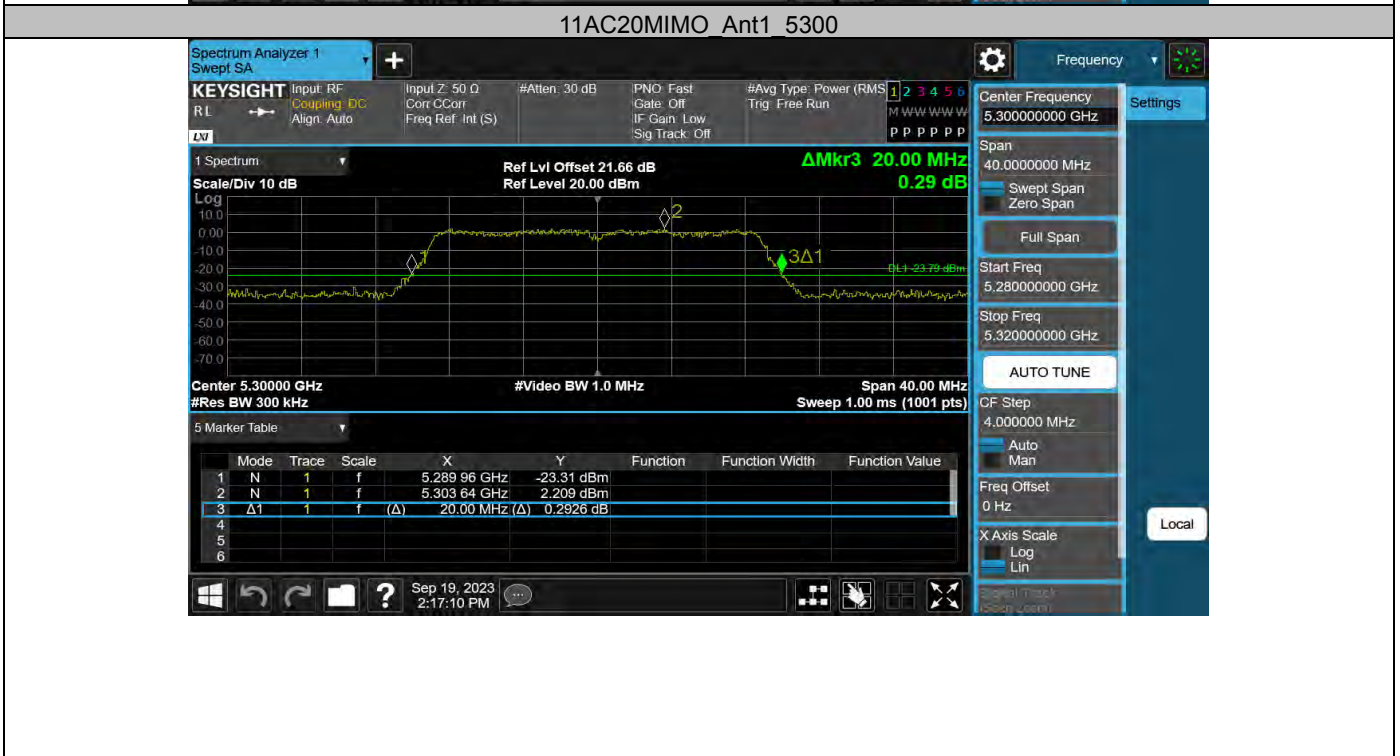 11AC20MIMO_Ant1_5300
Spectrum Analyzer 1
Swept SA
Frequency
KEYSIGHT
RL
LXI
Input: RF
Coupling: DC
Align: Auto
Input Z: 50 Ω
Corr CCorr
Freq Ref: Int (S)
#Atten: 30 dB
PNO: Fast
Gate: Off
IF Gain: Low
Sig Track: Off
#Avg Type: Power (RMS
Trig: Free Run
1 2 3 4 5 6
M W W W W W
P P P P P P
1 Spectrum
Scale/Div 10 dB
Ref Lvl Offset 21.66 dB
Ref Level 20.00 dBm
ΔMkr3 20.00 MHz
0.29 dB
Log
10.0
0.00
-10.0
-20.0
-30.0
-40.0
-50.0
-60.0
-70.0
1
2
3Δ1
DL1 -23.79 dBm
Center 5.30000 GHz
#Video BW 1.0 MHz
Span 40.00 MHz
#Res BW 300 kHz
Sweep 1.00 ms (1001 pts)
5 Marker Table
Mode Trace Scale X Y Function Function Width Function Value
1 N 1 f 5.289 96 GHz -23.31 dBm
2 N 1 f 5.303 64 GHz 2.209 dBm
3 Δ1 1 f (Δ) 20.00 MHz (Δ) 0.2926 dB
4
5
6
Sep 19, 2023
2:17:10 PM
Center Frequency
5.300000000 GHz
Span
40.0000000 MHz
Swept Span
Zero Span
Full Span
Start Freq
5.280000000 GHz
Stop Freq
5.320000000 GHz
AUTO TUNE
CF Step
4.000000 MHz
Auto
Man
Freq Offset
0 Hz
X Axis Scale
Log
Lin
Signal Track
(Span Zoom)
Settings
Local